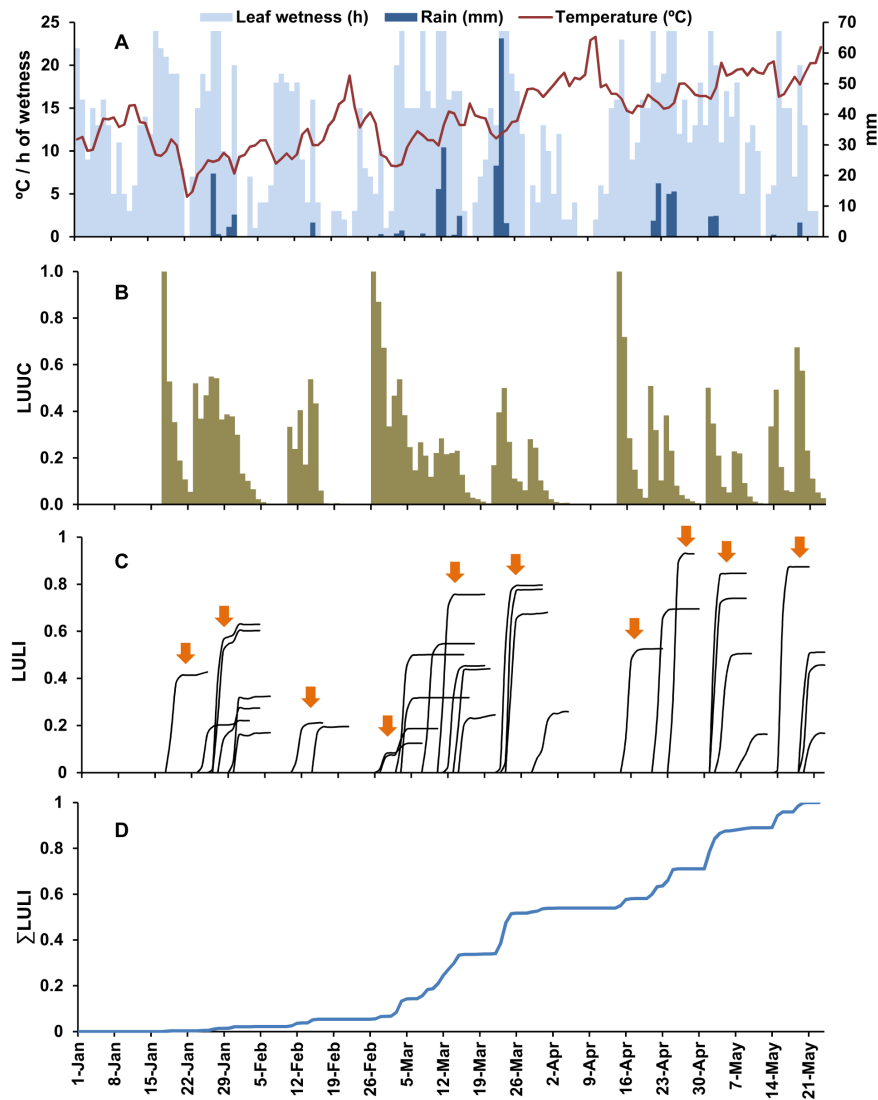 Leaf wetness (h) Rain (mm) Temperature (ºC)
A
ºC / h of wetness
25
20
15
10
5
0
70
60
50
40
30
20
10
0
mm
B
LUUC
1.0
0.8
0.6
0.4
0.2
0.0
C
LULI
1
0.8
0.6
0.4
0.2
0
D
∑LULI
1
0.8
0.6
0.4
0.2
0
1-Jan
8-Jan
15-Jan
22-Jan
29-Jan
5-Feb
12-Feb
19-Feb
26-Feb
5-Mar
12-Mar
19-Mar
26-Mar
2-Apr
9-Apr
16-Apr
23-Apr
30-Apr
7-May
14-May
21-May